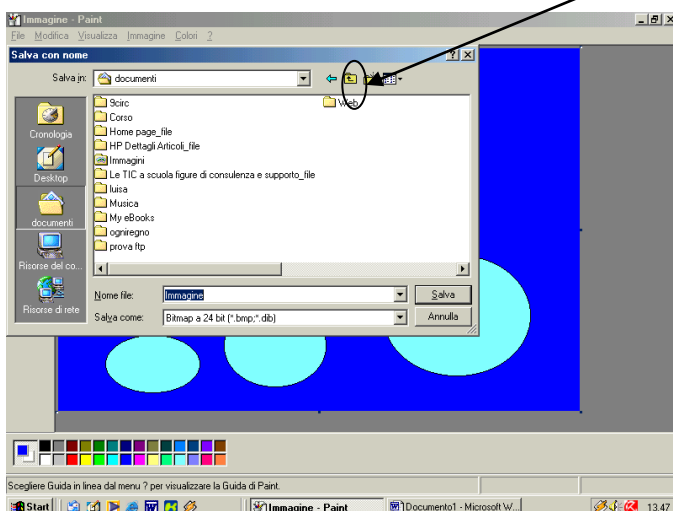 Immagine - Paint
File Modifica Visualizza Immagine Colori ?
Salva con nome
Salva in: documenti
9circ
Corso
Home page_file
HP Dettagli Articoli_file
Immagini
Le TIC a scuola figure di consulenza e supporto_file
luisa
Musica
My eBooks
ogniregno
prova ftp
Web
Cronologia
Desktop
documenti
Risorse del co...
Risorse di rete
Nome file: Immagine Salva
Salva come: Bitmap a 24 bit (*.bmp;*.dib) Annulla
Scegliere Guida in linea dal menu ? per visualizzare la Guida di Paint.
Start Immagine - Paint Documento1 - Microsoft W... 13.47